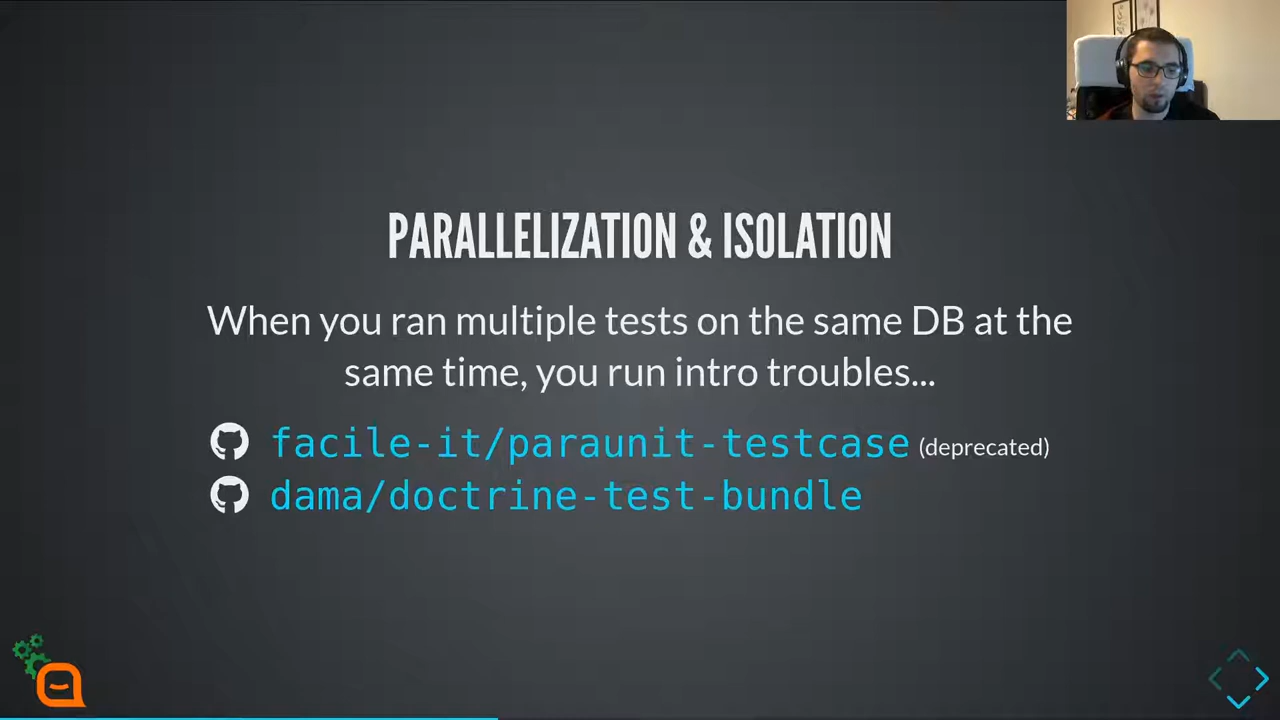 PARALLELIZATION & ISOLATION
When you ran multiple tests on the same DB at the
same time, you run intro troubles...
facile-it/paraunit-testcase (deprecated)
dama/doctrine-test-bundle